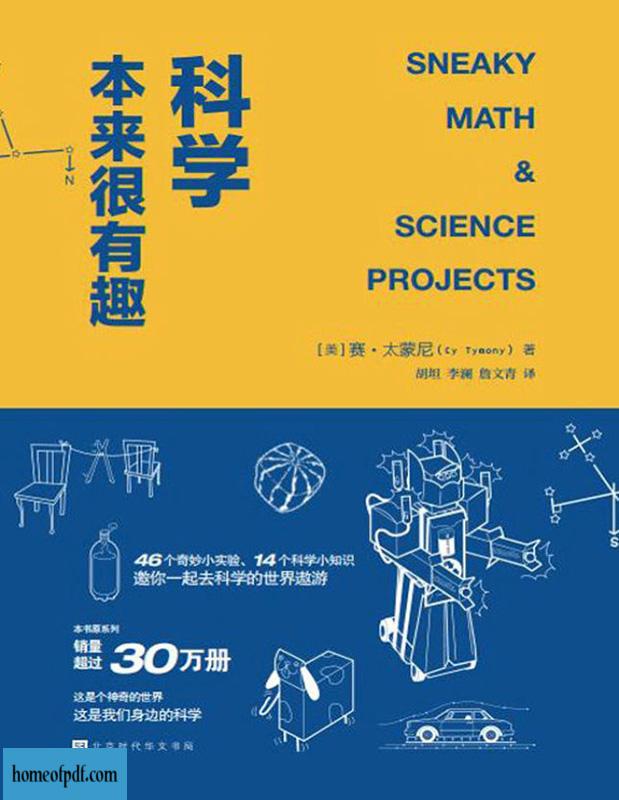 科学
本来很有趣
SNEAKY
MATH
&
SCIENCE
PROJECTS
[美]赛·太蒙尼(Cy Tymony) 著
胡坦 李斓 詹文青 译
N
S
46个奇妙小实验、14个科学小知识
邀你一起去科学的世界遨游
本书原系列
销量
超过
30万册
这是个神奇的世界
这是我们身边的科学
北京时代华文书局
homeofpdf.com